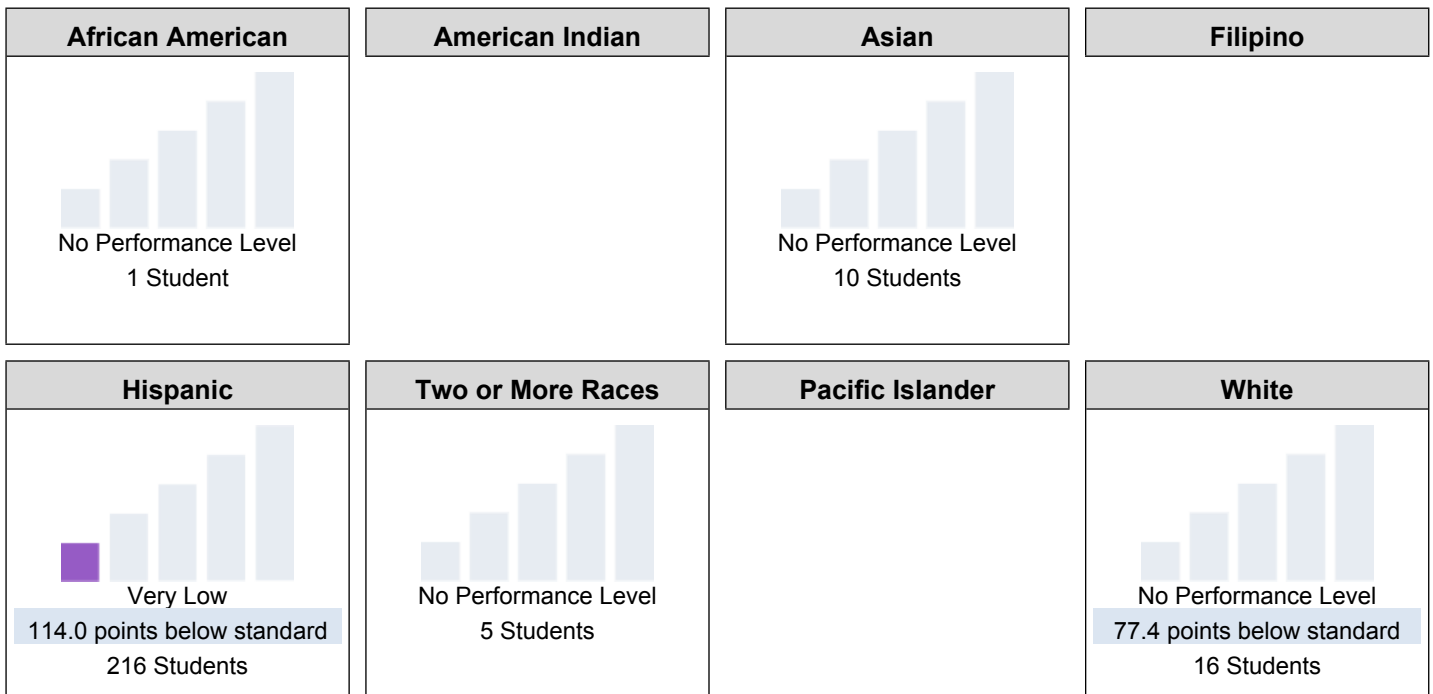 African American
No Performance Level
1 Student
American Indian
Asian
No Performance Level
10 Students
Filipino
Hispanic
Very Low
114.0 points below standard
216 Students
Two or More Races
No Performance Level
5 Students
Pacific Islander
White
No Performance Level
77.4 points below standard
16 Students